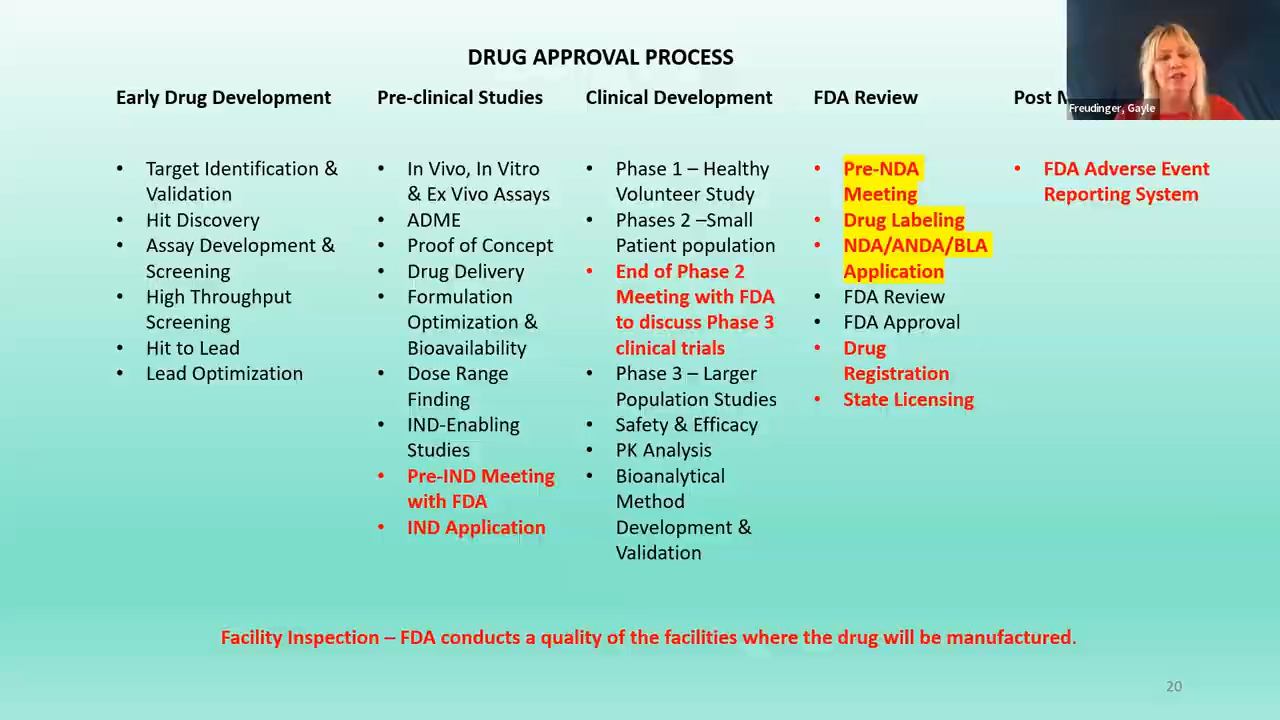 DRUG APPROVAL PROCESS
Early Drug Development
Target Identification &
Validation
Hit Discovery
Assay Development &
Screening
High Throughput
Screening
Hit to Lead
Lead Optimization
Pre-clinical Studies
In Vivo, In Vitro
& Ex Vivo Assays
ADME
Proof of Concept
Drug Delivery
Formulation
Optimization &
Bioavailability
Dose Range
Finding
IND-Enabling
Studies
Pre-IND Meeting
with FDA
IND Application
Clinical Development
Phase 1 – Healthy
Volunteer Study
Phases 2 –Small
Patient population
End of Phase 2
Meeting with FDA
to discuss Phase 3
clinical trials
Phase 3 – Larger
Population Studies
Safety & Efficacy
PK Analysis
Bioanalytical
Method
Development &
Validation
FDA Review
Pre-NDA
Meeting
Drug Labeling
NDA/ANDA/BLA
Application
FDA Review
FDA Approval
Drug
Registration
State Licensing
Post
FDA Adverse Event
Reporting System
Freudinger, Gayle
Facility Inspection – FDA conducts a quality of the facilities where the drug will be manufactured.
20